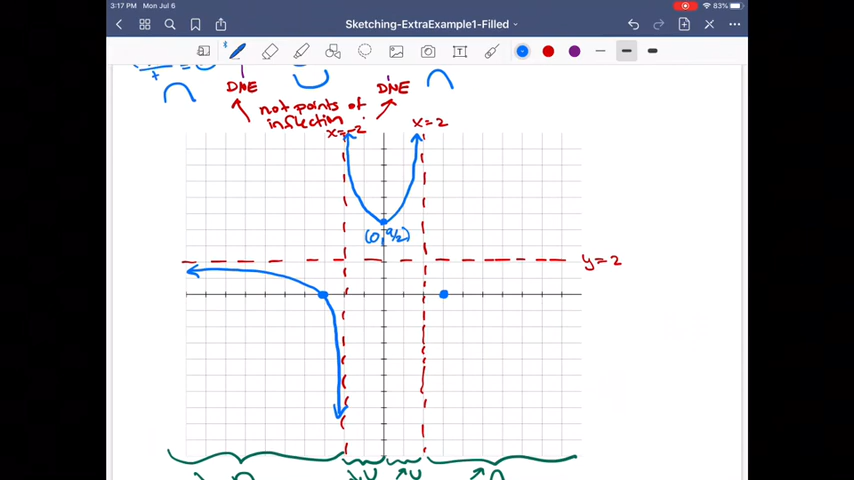 3:17 PM Mon Jul 6
83%
Sketching-ExtraExample1-Filled
DNE
DNE
not points of
inflection
x=-2
x=2
(0, 9/2)
y=2